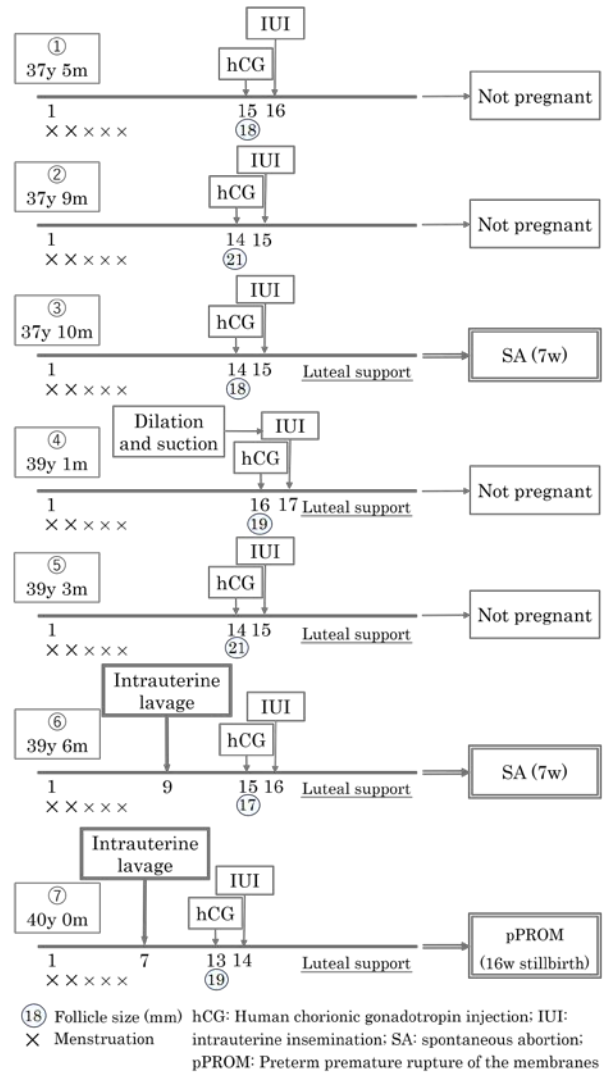 IUI
①
37y 5m
hCG
1 15 16
× × × × ×
18
Not pregnant
IUI
②
37y 9m
hCG
1 14 15
× × × × ×
21
Not pregnant
IUI
③
37y 10m
hCG
1 14 15
Luteal support
× × × × ×
18
SA (7w)
Dilation
and suction
IUI
④
39y 1m
hCG
1 16 17
Luteal support
× × × × ×
19
Not pregnant
IUI
⑤
39y 3m
hCG
1 14 15
Luteal support
× × × × ×
21
Not pregnant
Intrauterine
lavage
IUI
⑥
39y 6m
hCG
1 9 15 16
Luteal support
× × × × ×
17
SA (7w)
Intrauterine
lavage
IUI
⑦
40y 0m
hCG
1 7 13 14
Luteal support
× × × × ×
19
pPROM
(16w stillbirth)
18 Follicle size (mm)
× Menstruation
hCG: Human chorionic gonadotropin injection; IUI:
intrauterine insemination; SA: spontaneous abortion;
pPROM: Preterm premature rupture of the membranes